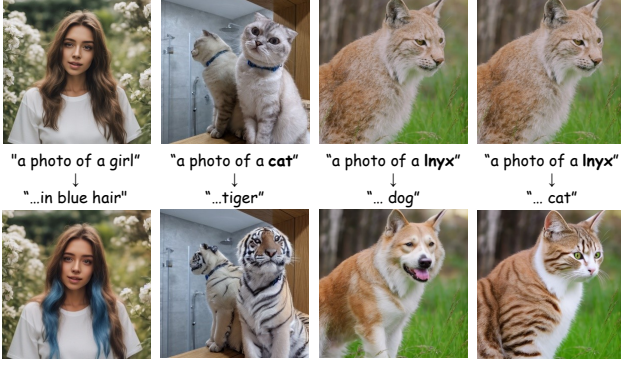 "a photo of a girl"
↓
"...in blue hair"
"a photo of a cat"
↓
"...tiger"
"a photo of a lnyx"
↓
"... dog"
"a photo of a lnyx"
↓
"... cat"